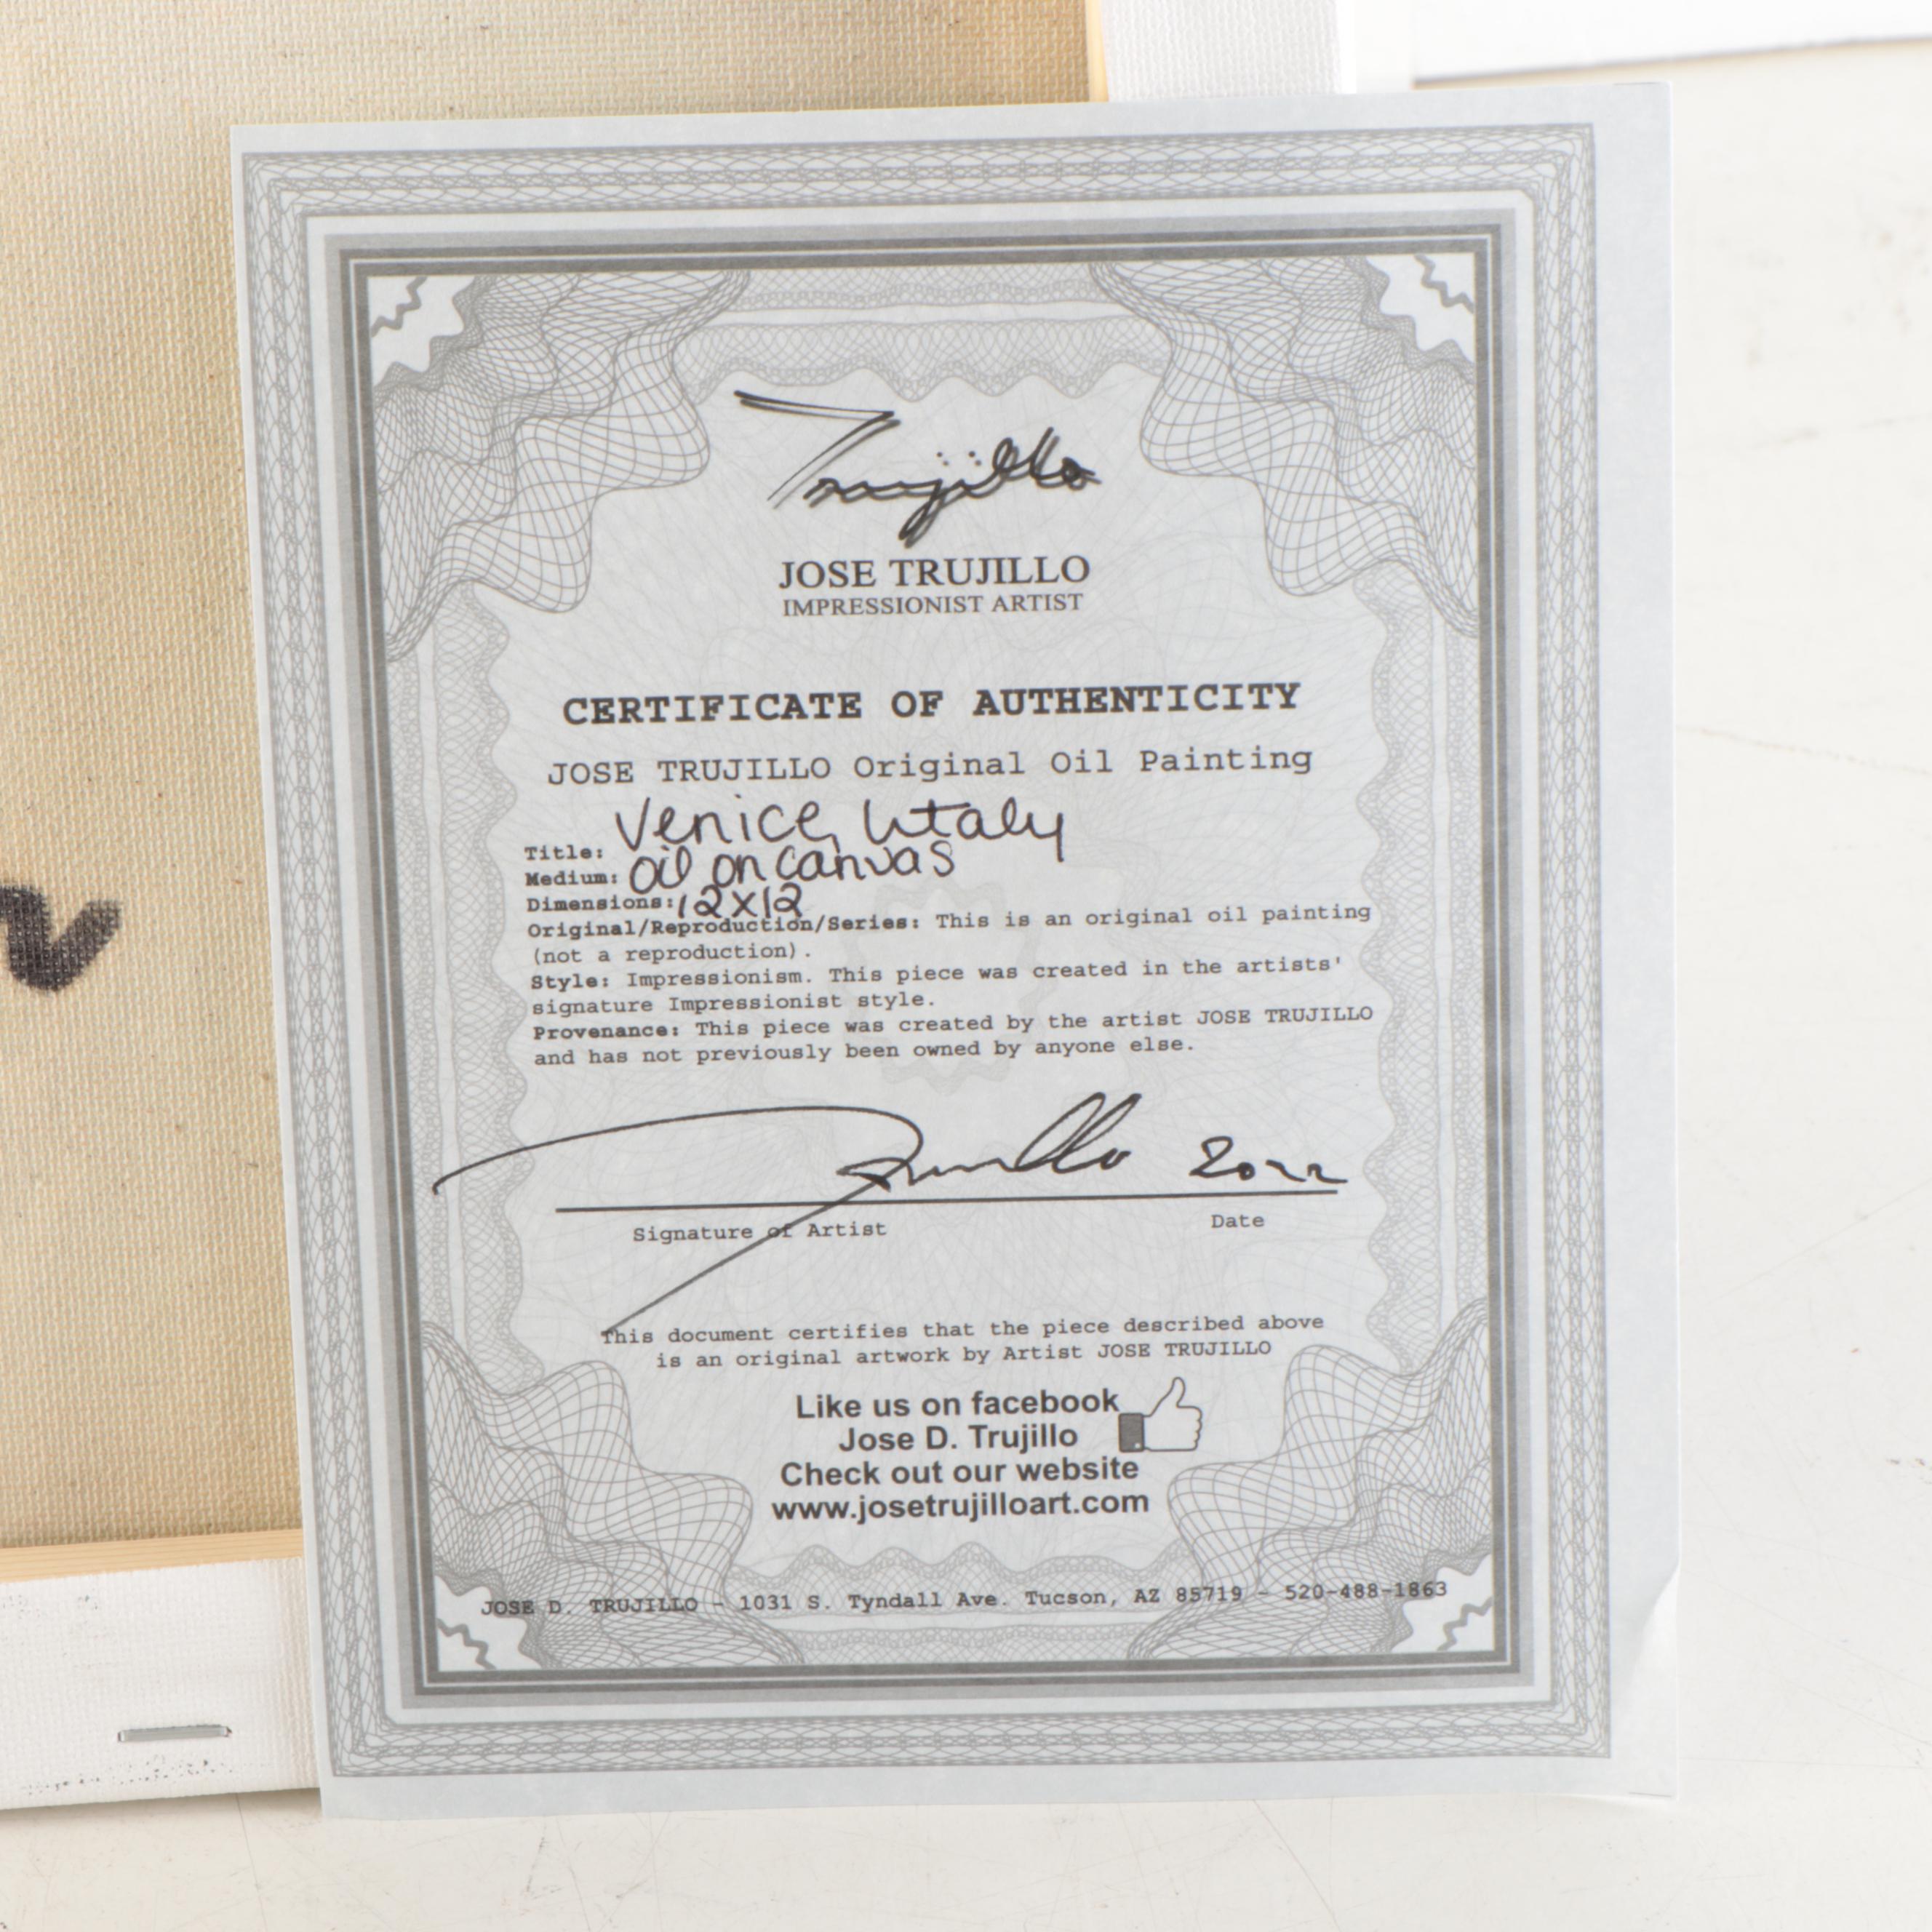 Trujillo
JOSE TRUJILLO
IMPRESSIONIST ARTIST
CERTIFICATE OF AUTHENTICITY
JOSE TRUJILLO Original Oil Painting
Title: Venice, Italy
Medium: Oil on canvas
Dimensions: 12x12
Original/Reproduction/Series: This is an original oil painting
(not a reproduction).
Style: Impressionism. This piece was created in the artists'
signature Impressionist style.
Provenance: This piece was created by the artist JOSE TRUJILLO
and has not previously been owned by anyone else.
Trujillo 2022
Signature of Artist Date
This document certifies that the piece described above
is an original artwork by Artist JOSE TRUJILLO
Like us on facebook
Jose D. Trujillo
Check out our website
www.josetrujilloart.com
JOSE D. TRUJILLO - 1031 S. Tyndall Ave. Tucson, AZ 85719 - 520-488-1863